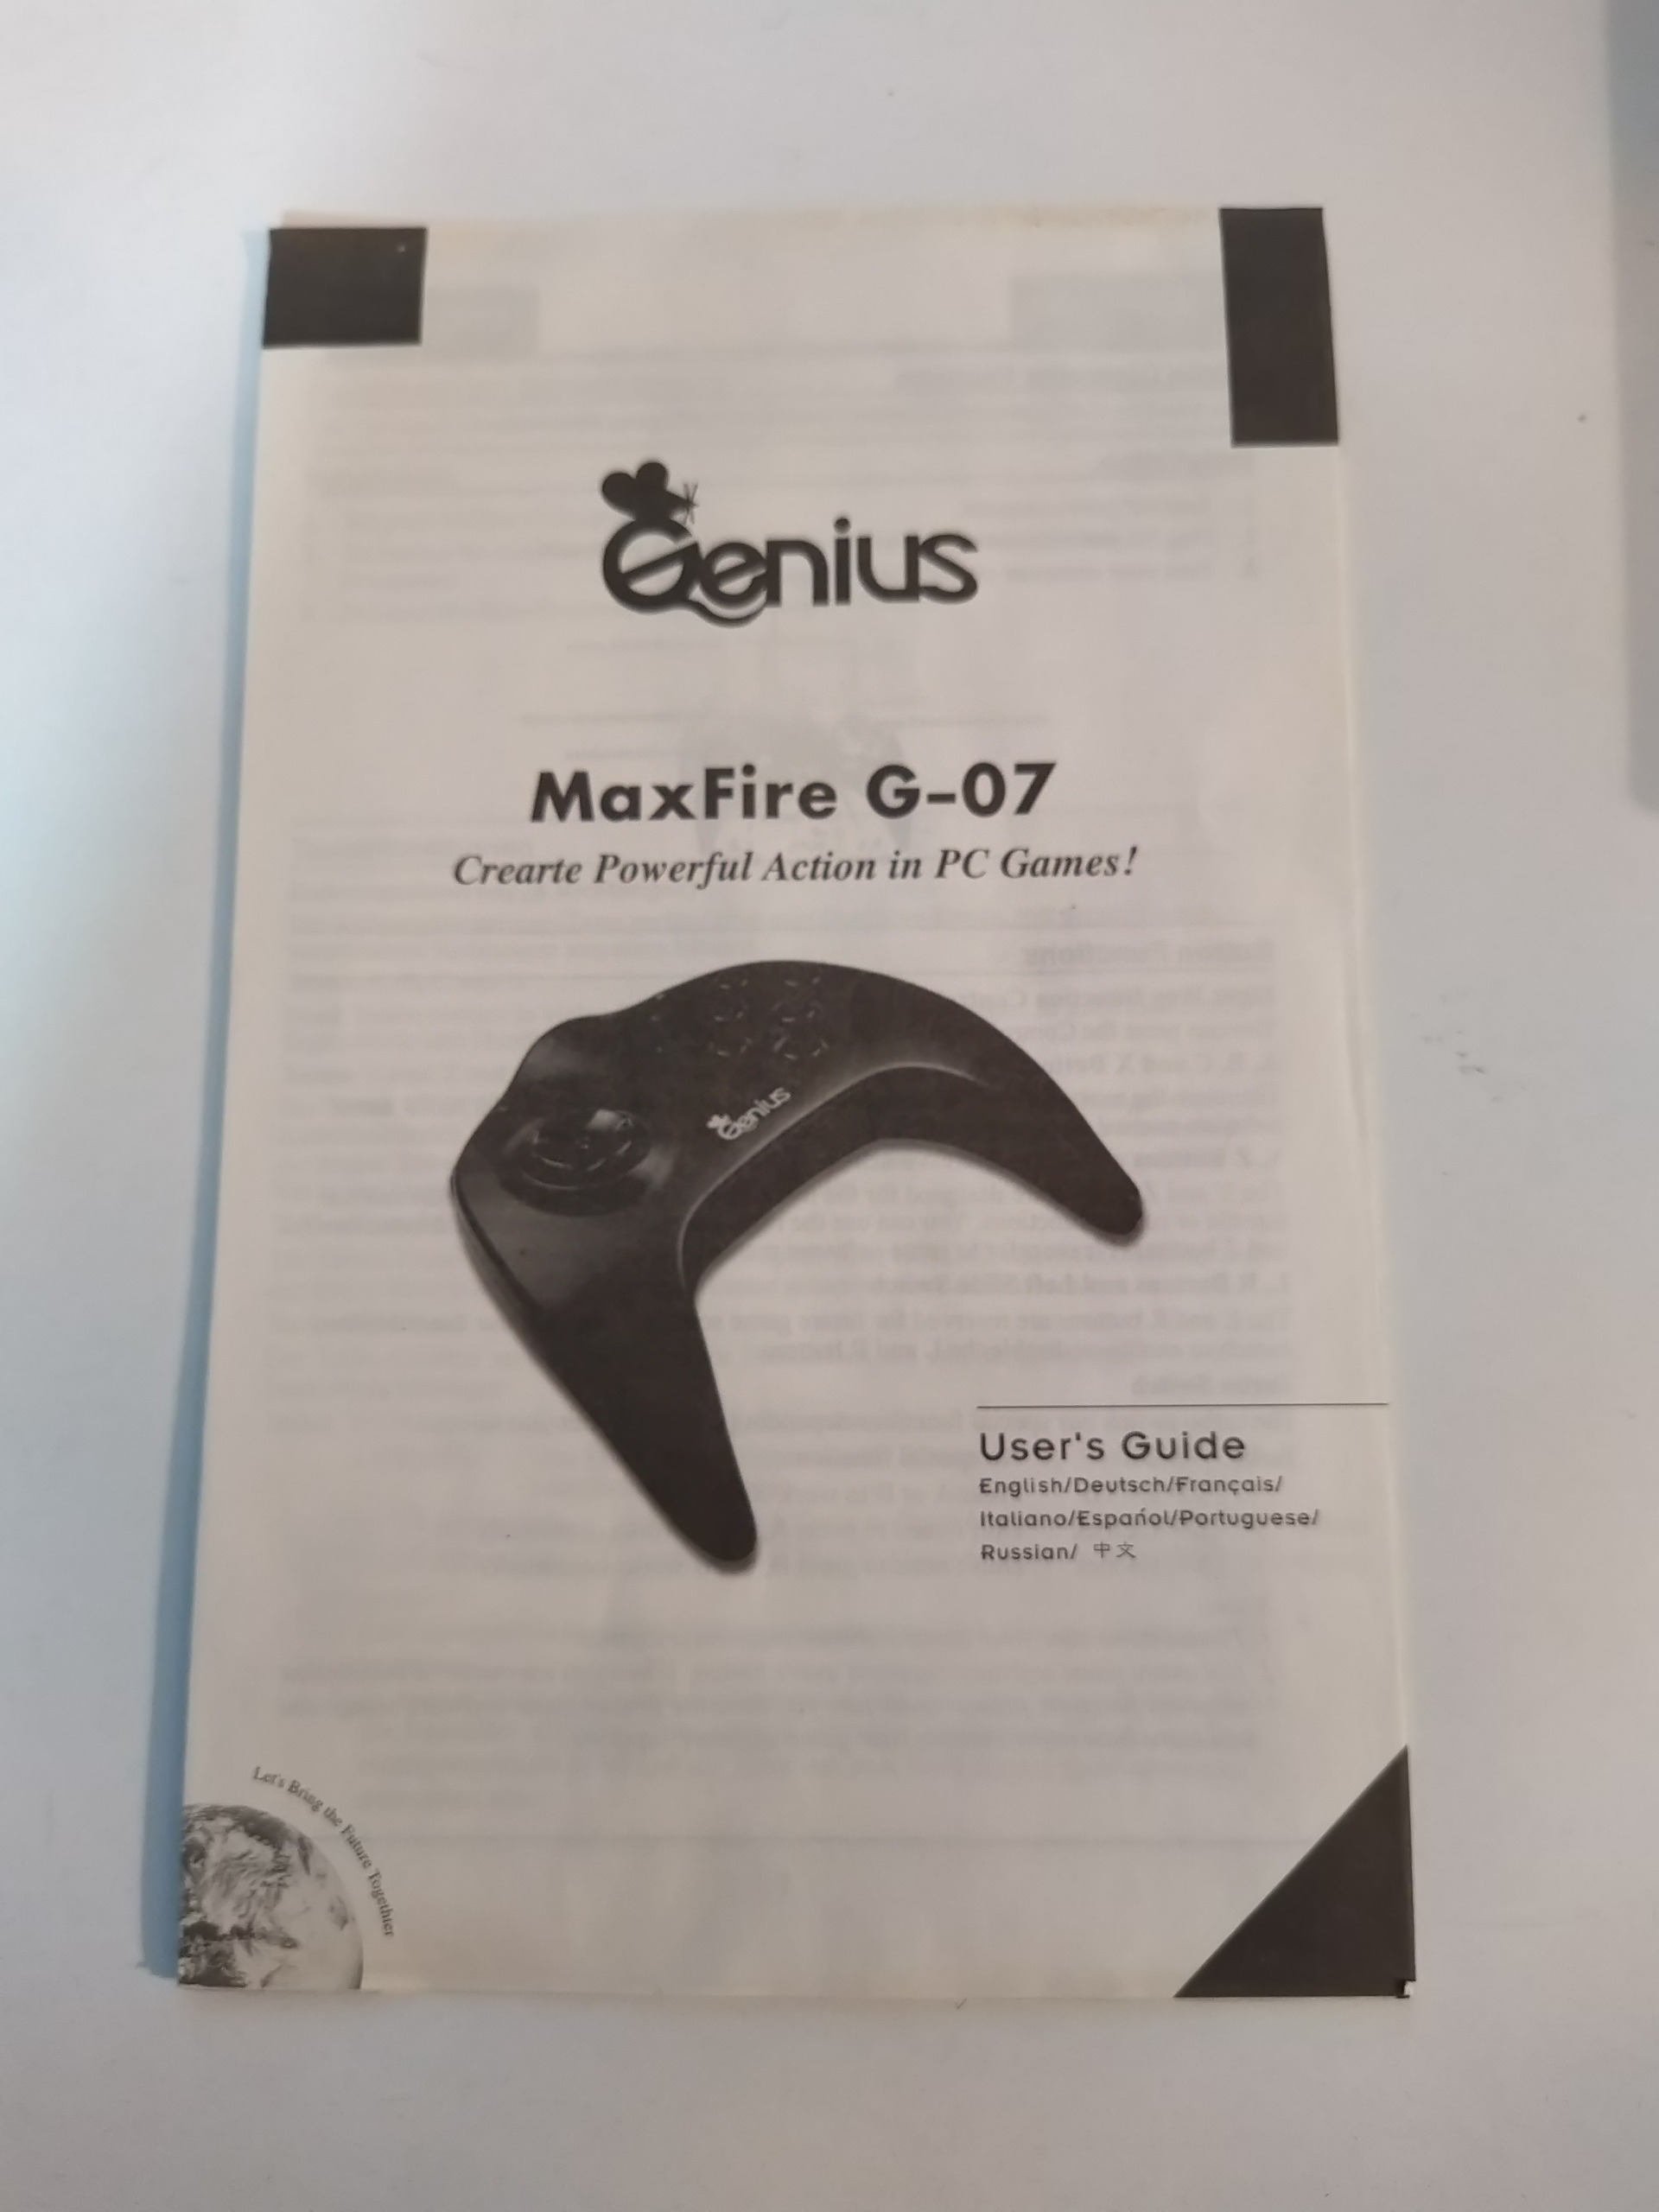 Genius
MaxFire G-07
Crearte Powerful Action in PC Games!
Genius
User's Guide
English/Deutsch/Français/
Italiano/Espańol/Portuguese/
Russian/ 中文
Let's Bring the Future Together